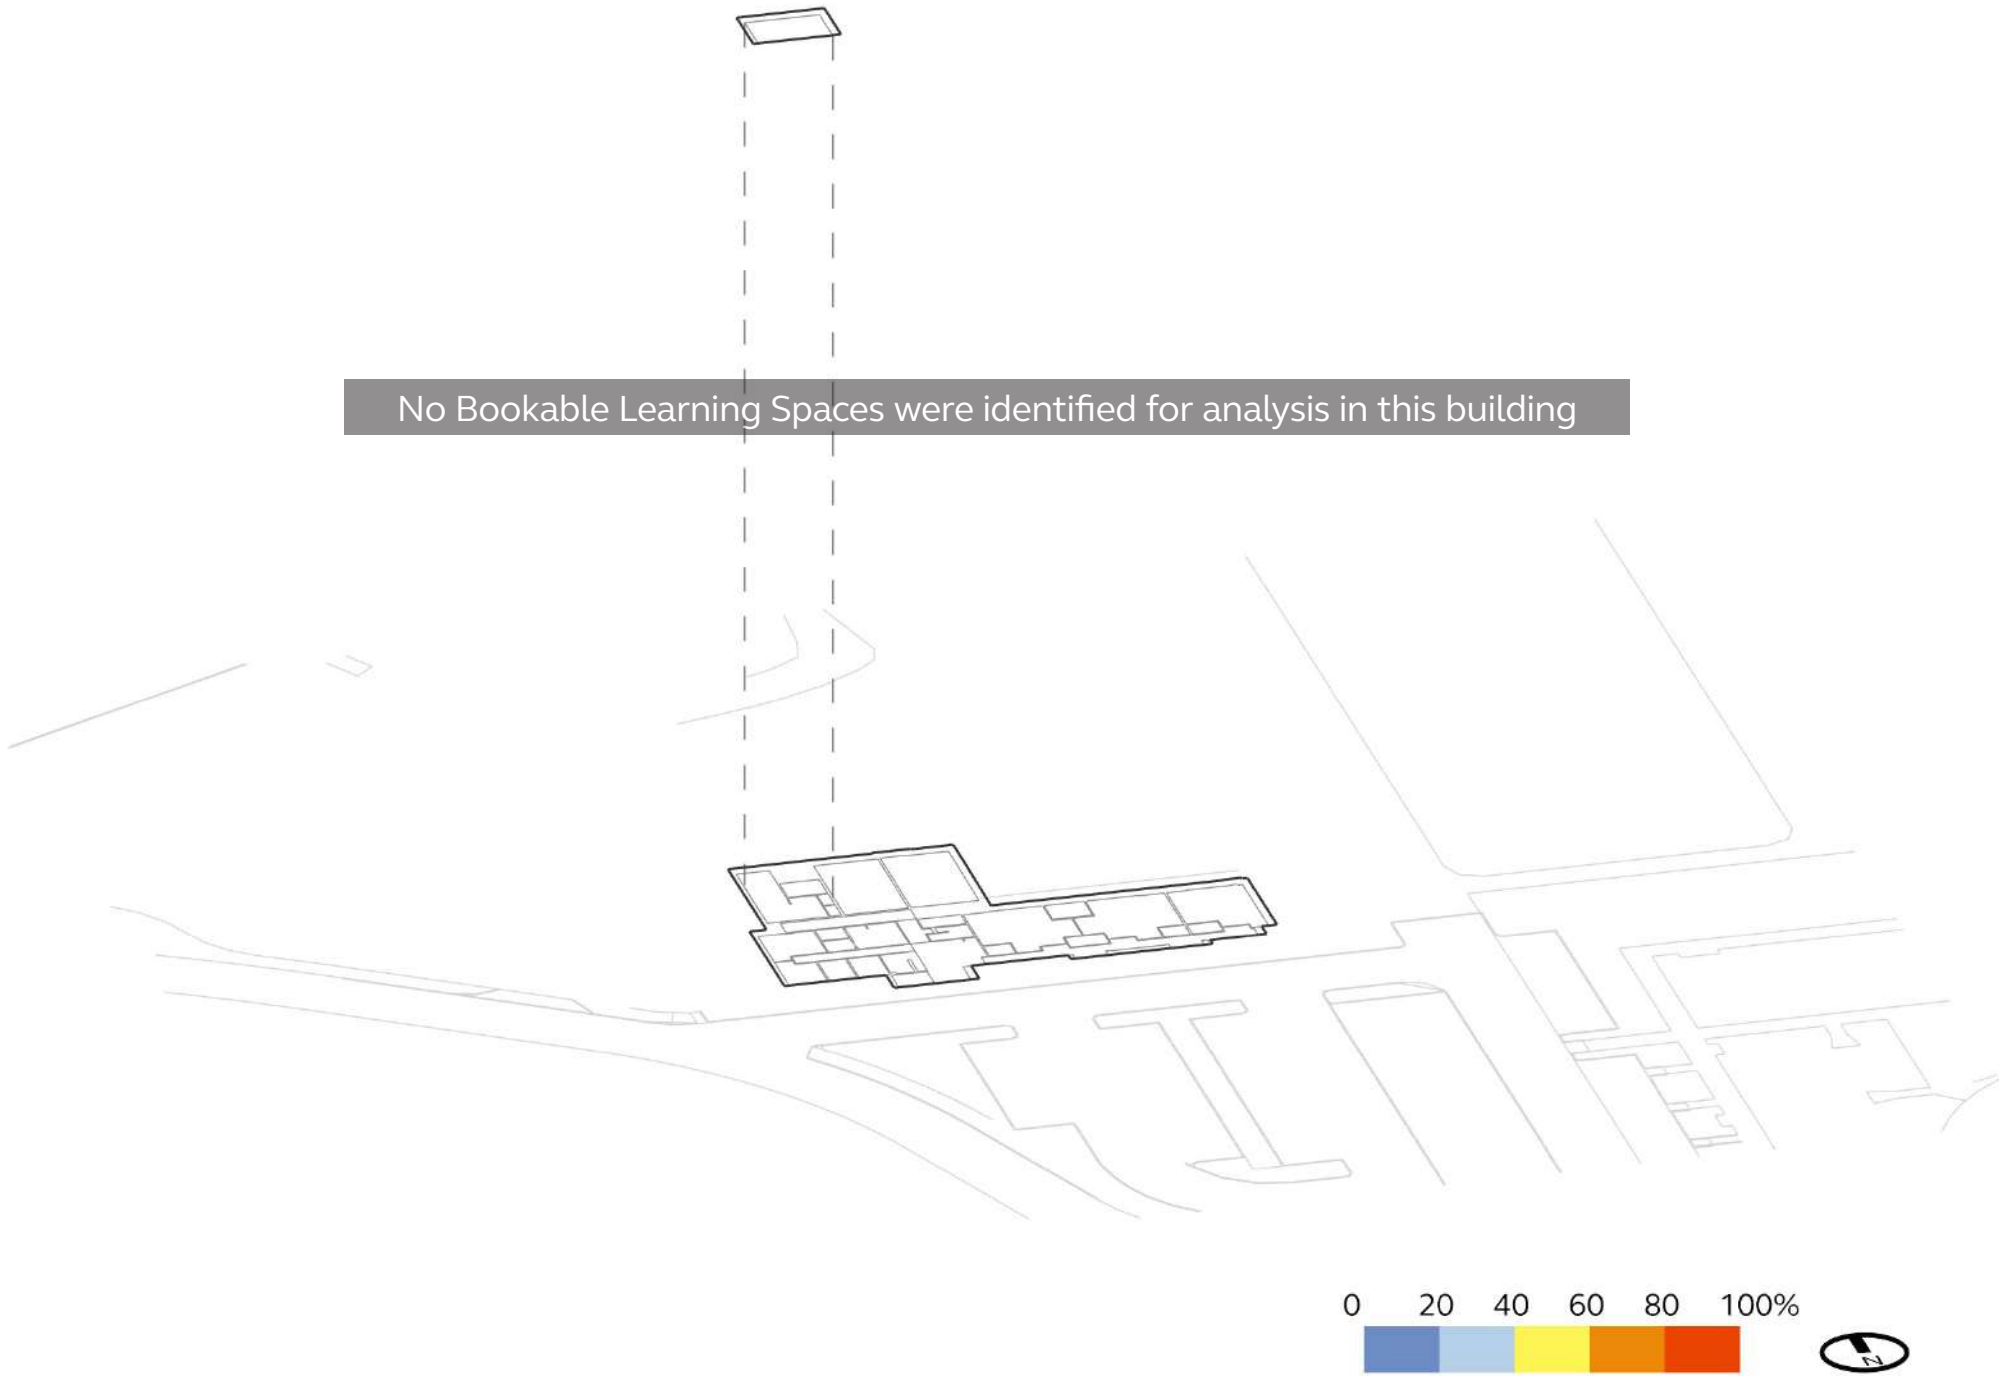 No Bookable Learning Spaces were identified for analysis in this building
0 20 40 60 80 100%
N